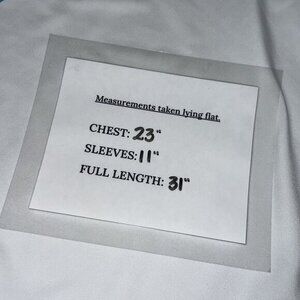 Measurements taken lying flat.
CHEST: 23"
SLEEVES: 11"
FULL LENGTH: 31"